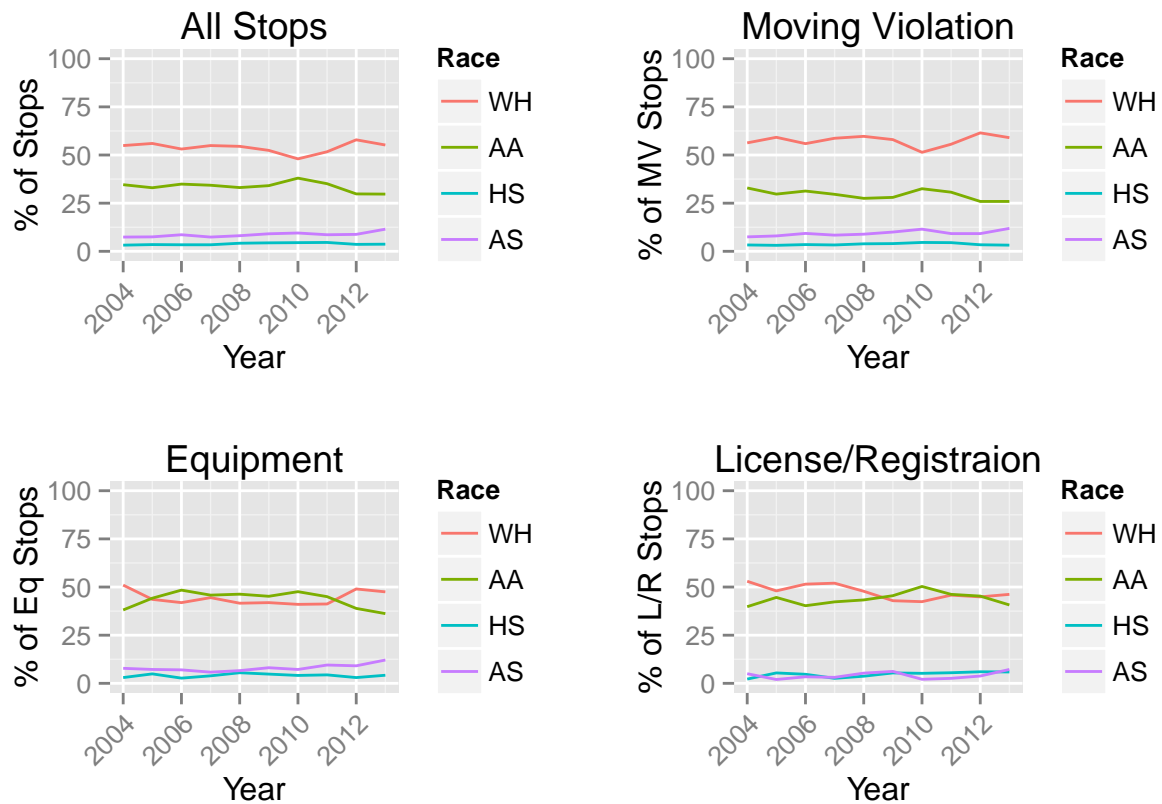 All Stops
% of Stops
100
75
50
25
0
2004
2006
2008
2010
2012
Year
Race
WH
AA
HS
AS
Moving Violation
% of MV Stops
100
75
50
25
0
2004
2006
2008
2010
2012
Year
Race
WH
AA
HS
AS
Equipment
% of Eq Stops
100
75
50
25
0
2004
2006
2008
2010
2012
Year
Race
WH
AA
HS
AS
License/Registraion
% of L/R Stops
100
75
50
25
0
2004
2006
2008
2010
2012
Year
Race
WH
AA
HS
AS